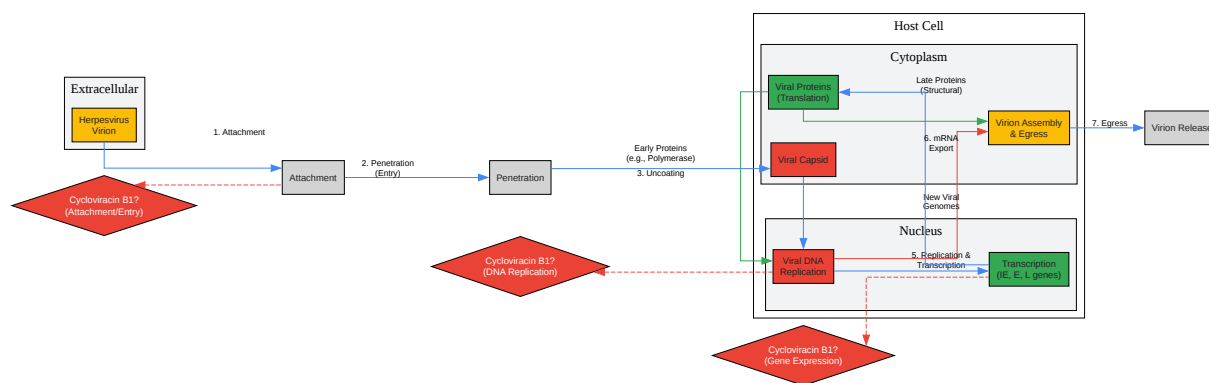 Host Cell
Cytoplasm
Extracellular
Herpesvirus
Virion
1. Attachment
Attachment
2. Penetration
(Entry)
Penetration
Early Proteins
(e.g., Polymerase)
3. Uncoating
Viral Proteins
(Translation)
Late Proteins
(Structural)
Viral Capsid
6. mRNA
Export
Virion Assembly
& Egress
7. Egress
Virion Release
Cycloviracin B1?
(Attachment/Entry)
New Viral
Genomes
Nucleus
Viral DNA
Replication
5. Replication &
Transcription
Transcription
(IE, E, L genes)
Cycloviracin B1?
(DNA Replication)
Cycloviracin B1?
(Gene Expression)